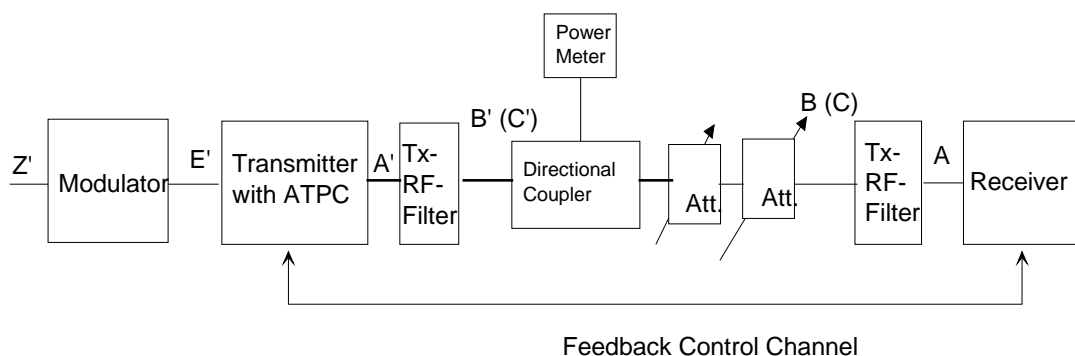 Power
Meter
B' (C')
B (C)
Z'
Modulator
E'
Transmitter
with ATPC
A'
Tx-
RF-
Filter
Directional
Coupler
Att.
Att.
Tx-
RF-
Filter
A
Receiver
Feedback Control Channel